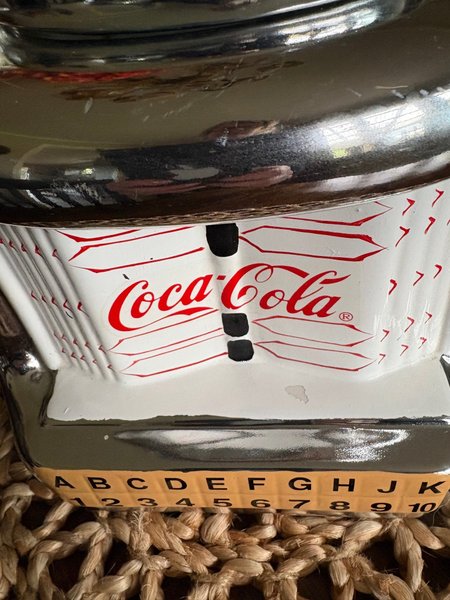 Coca-Cola®
A B C D E F G H J K
1 2 3 4 5 6 7 8 9 10